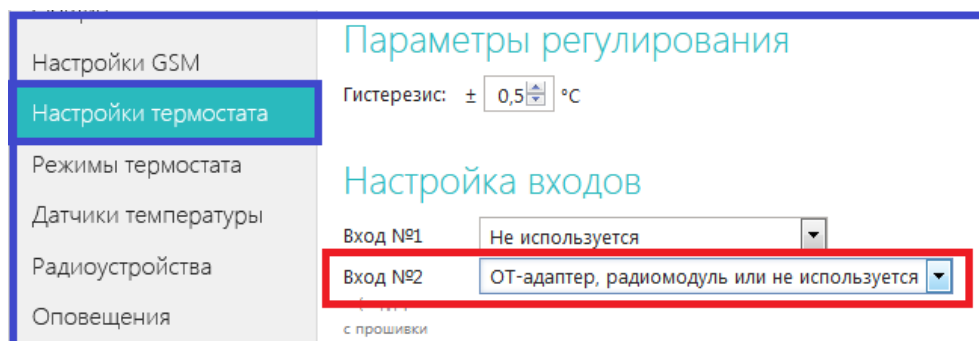 Настройки GSM
Настройки термостата
Режимы термостата
Датчики температуры
Радиоустройства
Оповещения
Параметры регулирования
Гистерезис: ± 0,5 °C
Настройка входов
Вход №1 Не используется
Вход №2 ОТ-адаптер, радиомодуль или не используется
с прошивки